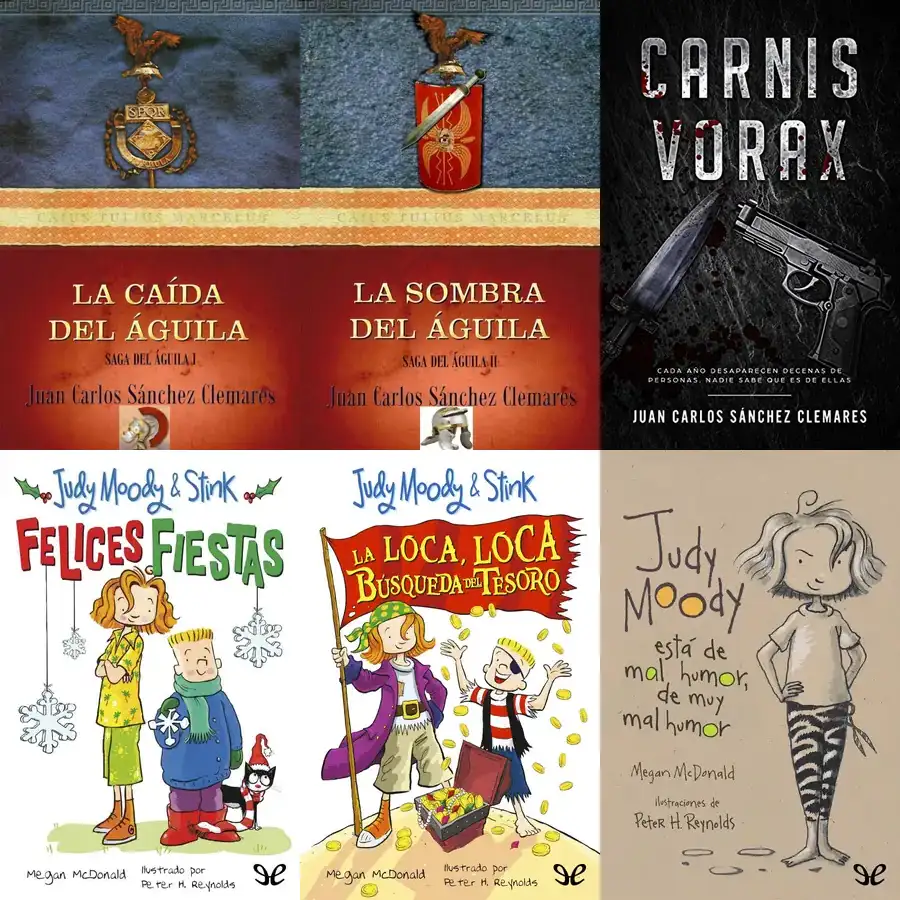 SPQR
CAIUS TULIUS MARCELUS
LA CAÍDA
DEL ÁGUILA
SAGA DEL ÁGUILA I
Juan Carlos Sánchez Clemares
CAIUS TULIUS MARCELUS
LA SOMBRA
DEL ÁGUILA
SAGA DEL ÁGUILA II
Juan Carlos Sánchez Clemares
CARNIS
VORAX
CADA AÑO DESAPARECEN DECENAS DE
PERSONAS, NADIE SABE QUE ES DE ELLAS
JUAN CARLOS SÁNCHEZ CLEMARES
Judy Moody & Stink
FELICES FIESTAS
Megan McDonald
Ilustrado por
Peter H. Reynolds
Judy Moody & Stink
LA LOCA, LOCA
BÚSQUEDA DEL TESORO
Megan McDonald
Ilustrado por
Peter H. Reynolds
Judy
Moody
está de
mal humor,
de muy
mal humor
Megan McDonald
ilustraciones de
Peter H. Reynolds